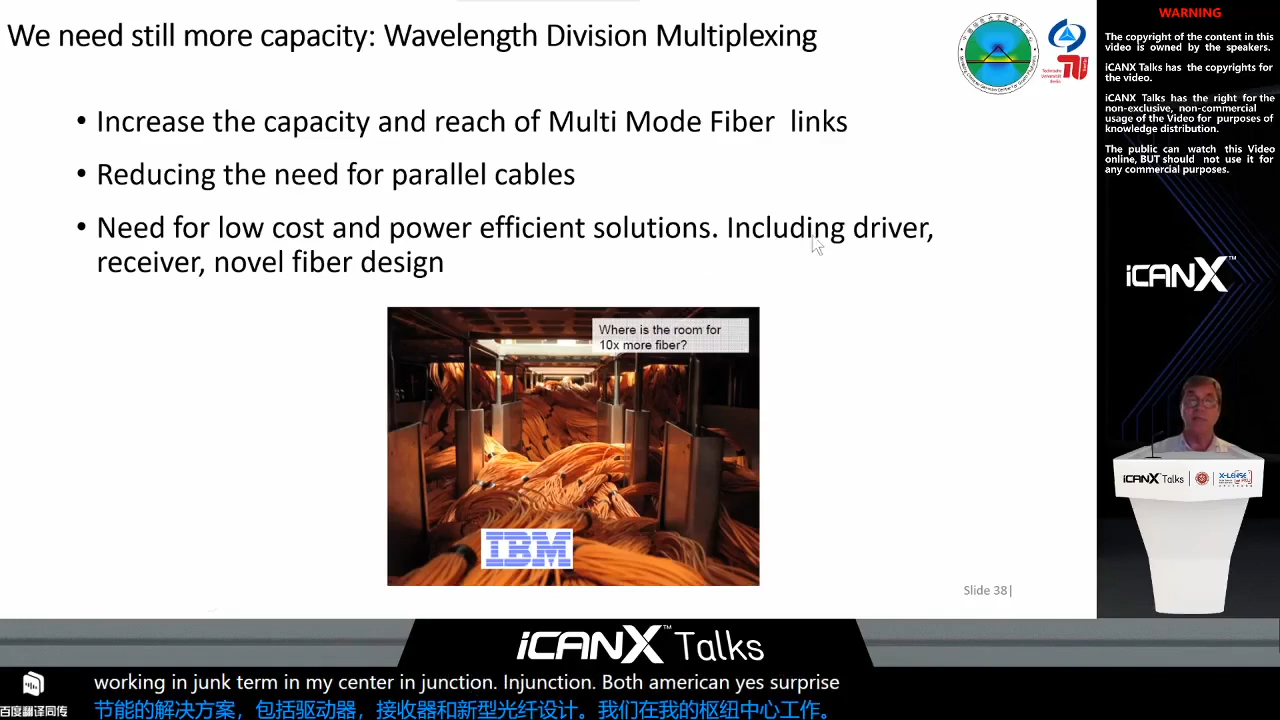 We need still more capacity: Wavelength Division Multiplexing
• Increase the capacity and reach of Multi Mode Fiber links
• Reducing the need for parallel cables
• Need for low cost and power efficient solutions. Including driver,
receiver, novel fiber design
Where is the room for
10x more fiber?
IBM
Slide 38|
WARNING
The copyright of the content in this
video is owned by the speakers.
iCANX Talks has the copyrights for
the video.
iCANX Talks has the right for the
non-exclusive, non-commercial
usage of the Video for purposes of
knowledge distribution.
The public can watch this Video
online, BUT should not use it for
any commercial purposes.
iCANX™
iCANX Talks
X-LENSE
iCANX™ Talks
working in junk term in my center in junction. Injunction. Both american yes surprise
节能的解决方案，包括驱动器，接收器和新型光纤设计。我们在我的枢纽中心工作。
百度翻译同传